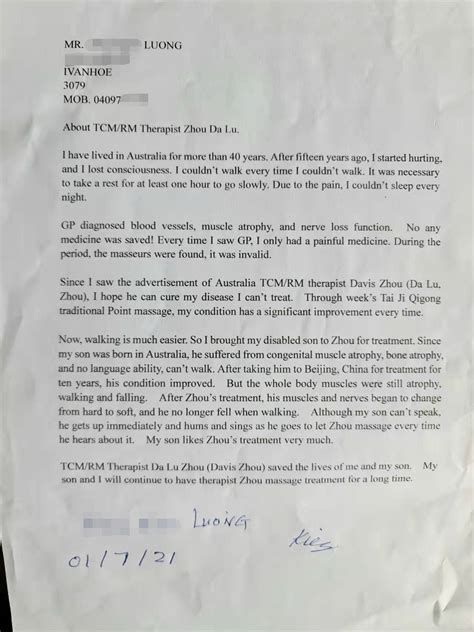 MR. LUONG
IVANHOE
3079
MOB. 04097
About TCM/RM Therapist Zhou Da Lu.
I have lived in Australia for more than 40 years. After fifteen years ago, I started hurting,
and I lost consciousness. I couldn't walk every time I couldn't walk. It was necessary
to take a rest for at least one hour to go slowly. Due to the pain, I couldn't sleep every
night.
GP diagnosed blood vessels, muscle atrophy, and nerve loss function. No any
medicine was saved! Every time I saw GP, I only had a painful medicine. During the
period, the masseurs were found, it was invalid.
Since I saw the advertisement of Australia TCM/RM therapist Davis Zhou (Da Lu,
Zhou), I hope he can cure my disease I can't treat. Through week's Tai Ji Qigong
traditional Point massage, my condition has a significant improvement every time.
Now, walking is much easier. So I brought my disabled son to Zhou for treatment. Since
my son was born in Australia, he suffered from congenital muscle atrophy, bone atrophy,
and no language ability, can't walk. After taking him to Beijing, China for treatment for
ten years, his condition improved. But the whole body muscles were still atrophy,
walking and falling. After Zhou's treatment, his muscles and nerves began to change
from hard to soft, and he no longer fell when walking. Although my son can't speak,
he gets up immediately and hums and sings as he goes to let Zhou massage every time
he hears about it. My son likes Zhou's treatment very much.
TCM/RM Therapist Da Lu Zhou (Davis Zhou) saved the lives of me and my son. My
son and I will continue to have therapist Zhou massage treatment for a long time.
LUONG
01/7/21